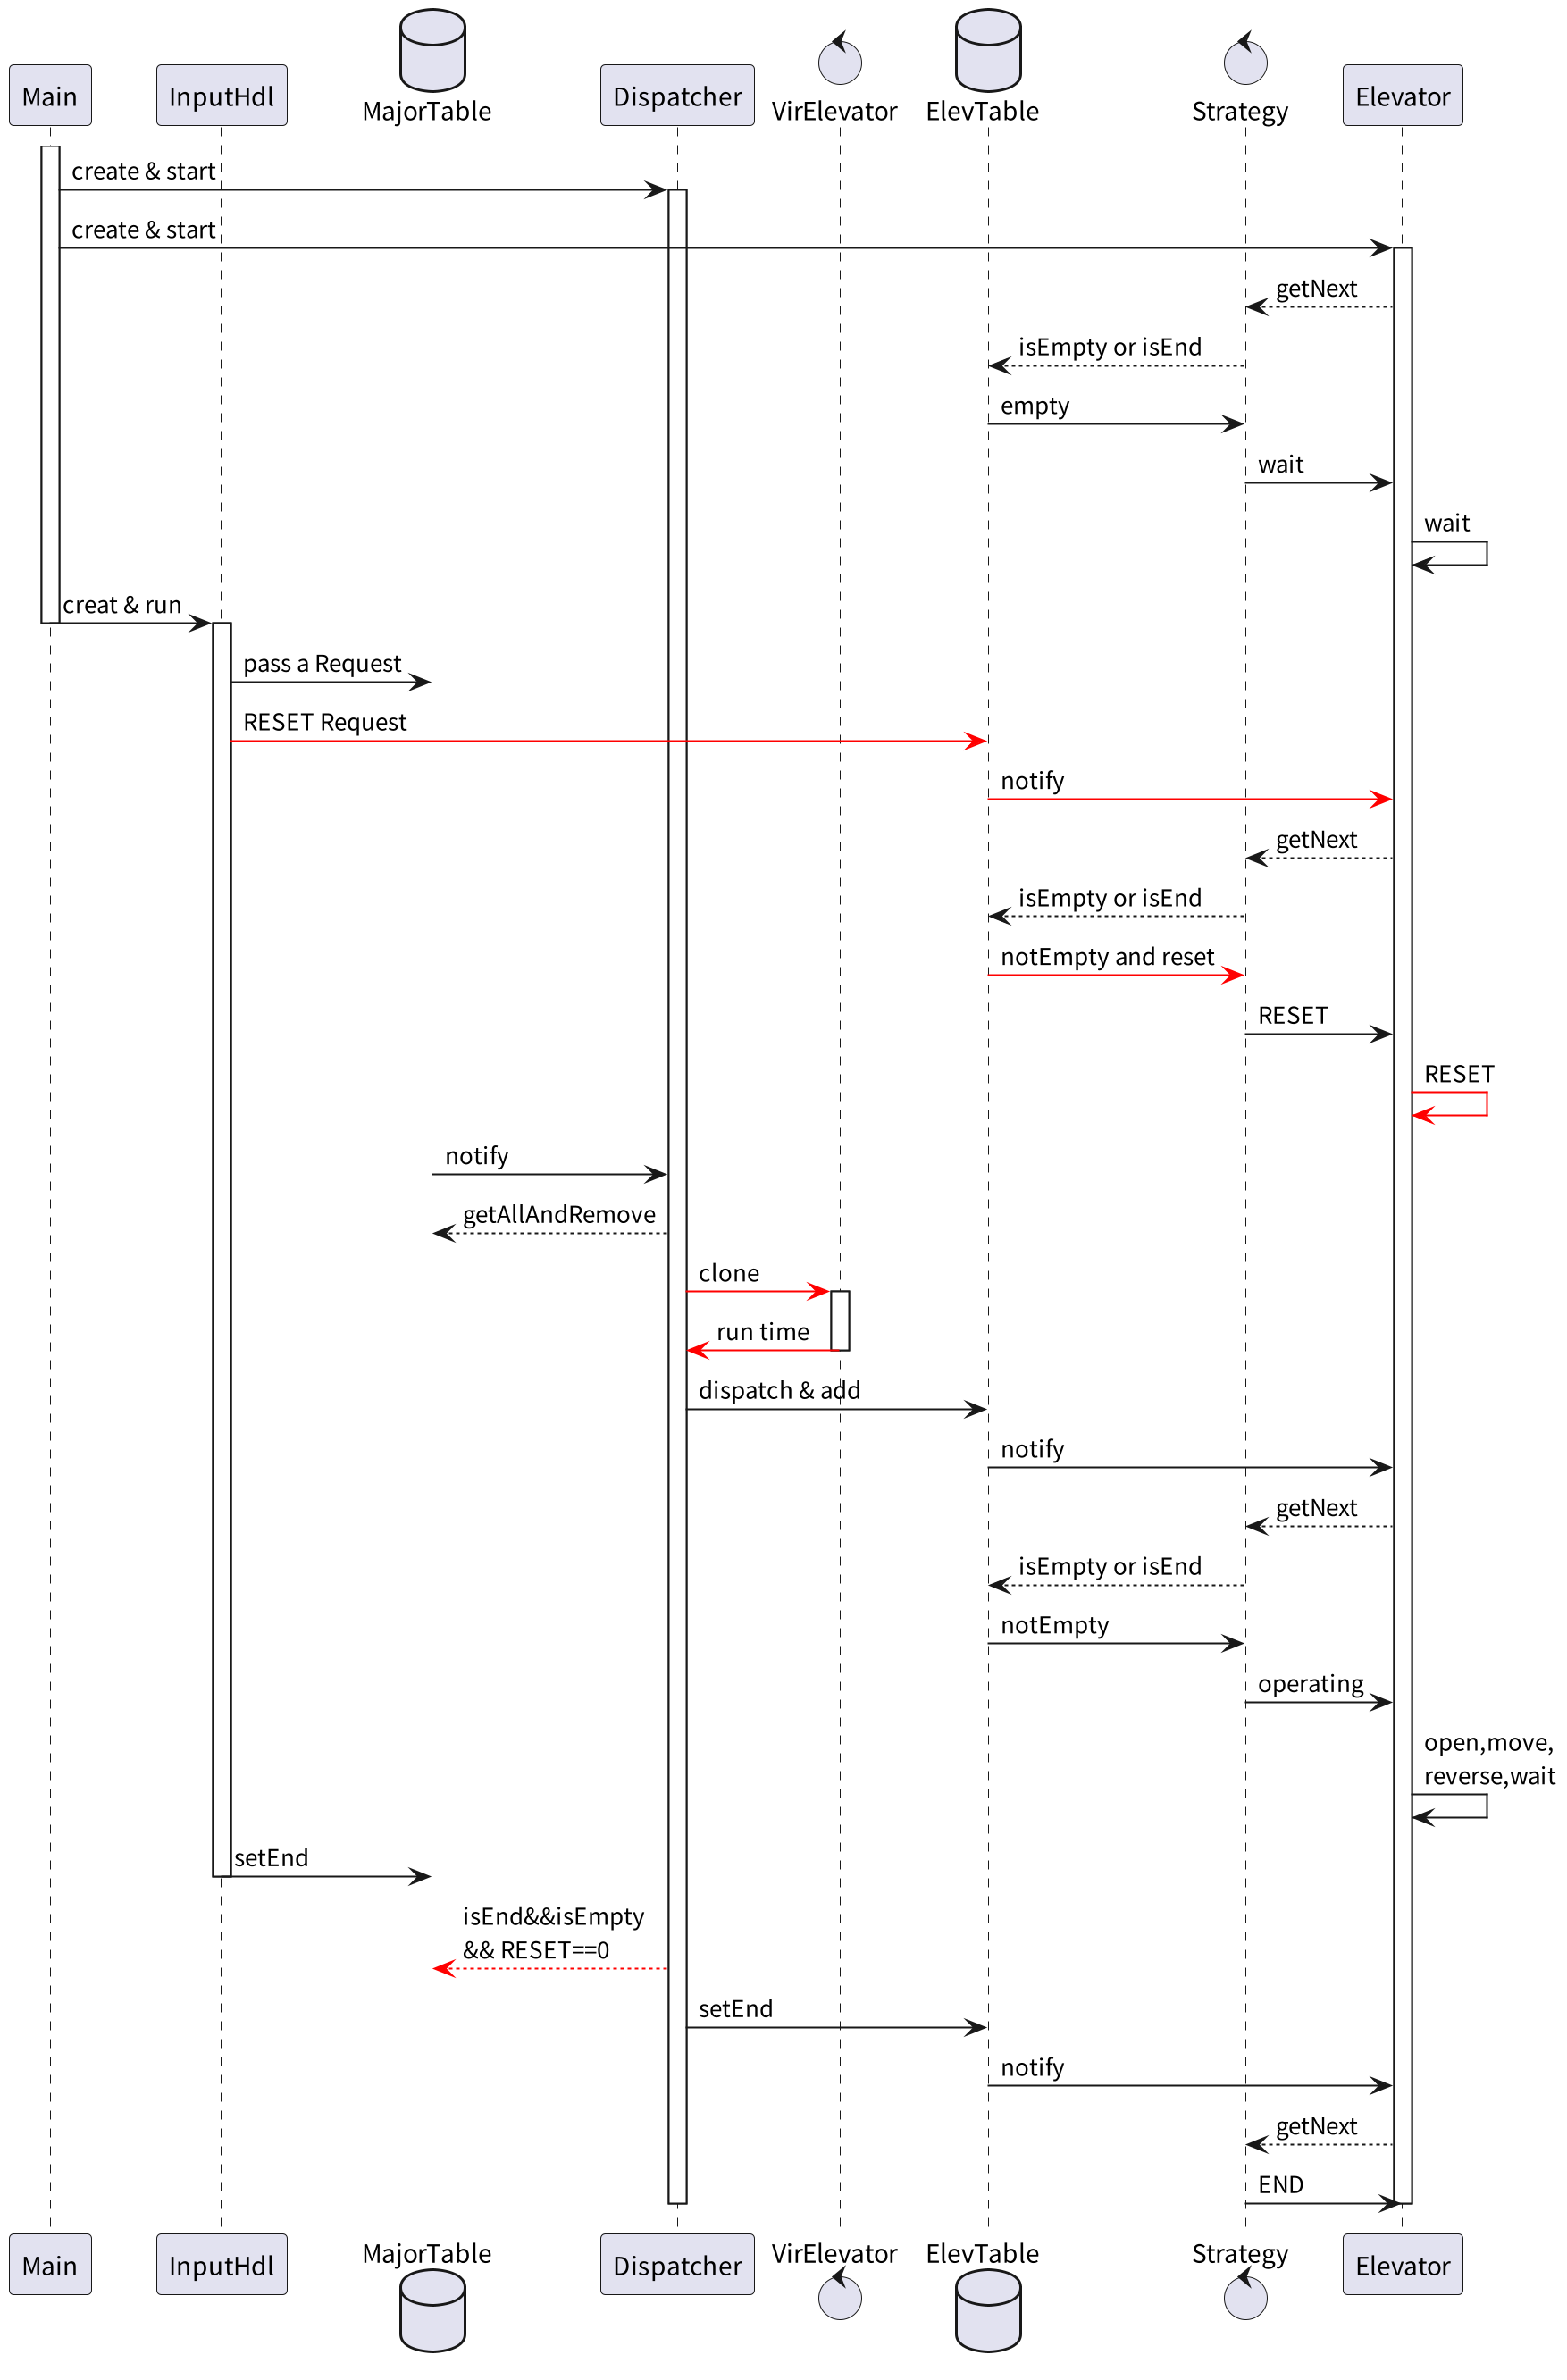 Main
InputHdl
MajorTable
Dispatcher
VirElevator
ElevTable
Strategy
Elevator
create & start
create & start
getNext
isEmpty or isEnd
empty
wait
wait
creat & run
pass a Request
RESET Request
notify
getNext
isEmpty or isEnd
notEmpty and reset
RESET
RESET
notify
getAllAndRemove
clone
run time
dispatch & add
notify
getNext
isEmpty or isEnd
notEmpty
operating
open,move,
reverse,wait
setEnd
isEnd&&isEmpty
&& RESET==0
setEnd
notify
getNext
END
Main
InputHdl
MajorTable
Dispatcher
VirElevator
ElevTable
Strategy
Elevator